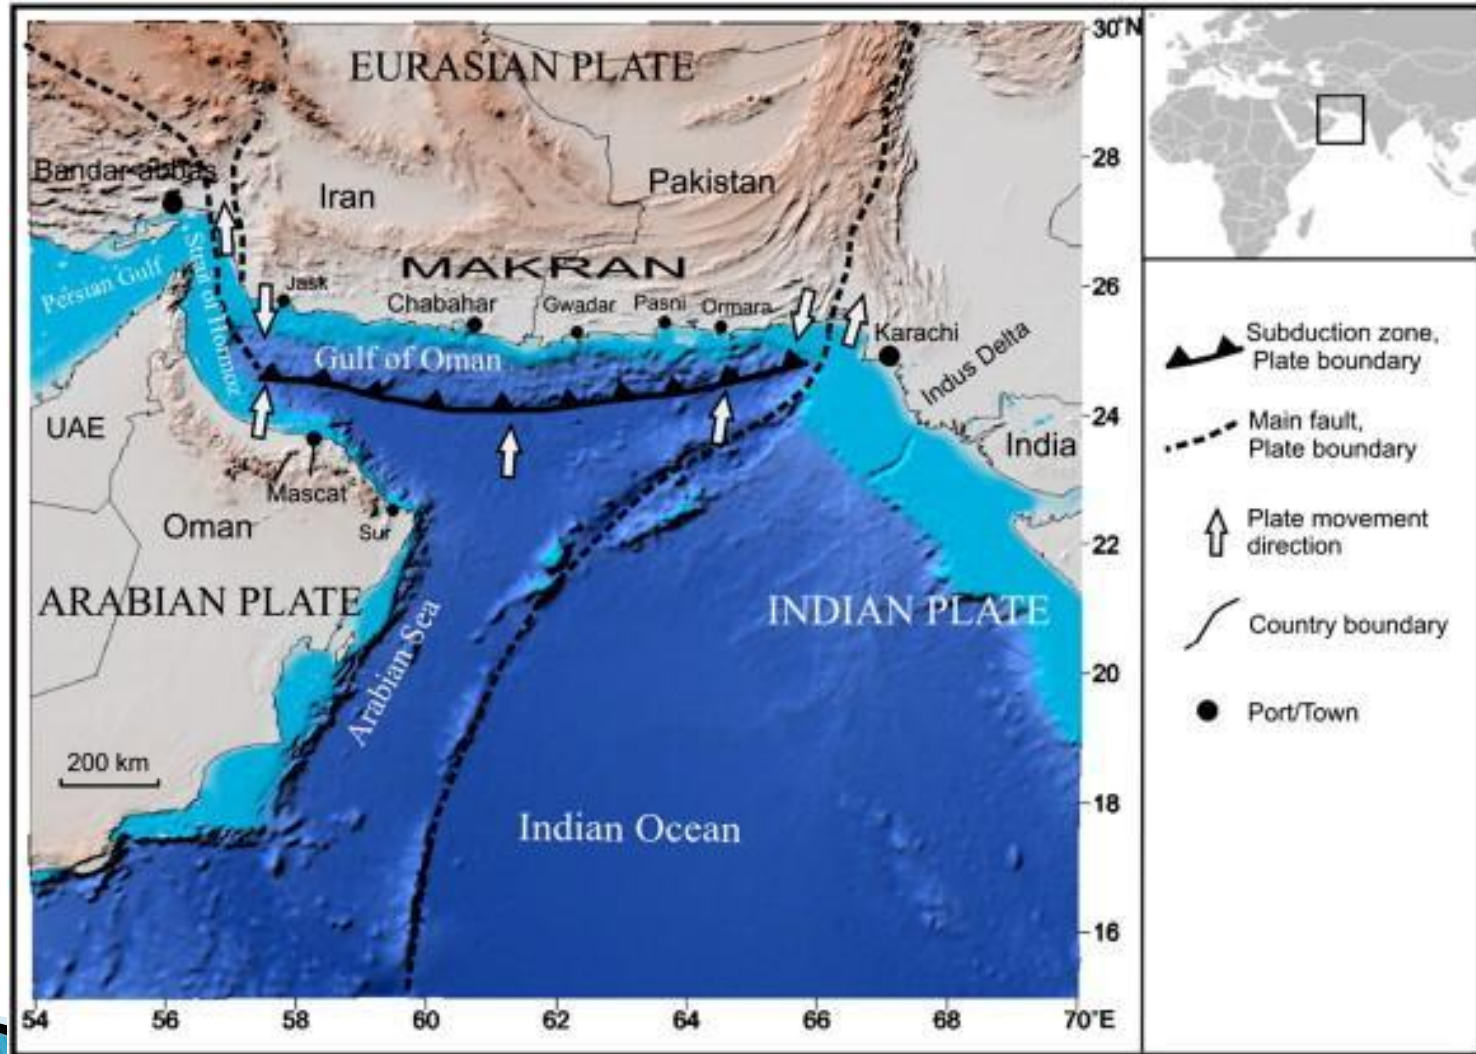 30°N
EURASIAN PLATE
28
Bandar-abbas
Iran
Pakistan
MAKRAN
26
Persian Gulf
Strait of Hormoz
Jask
Chabahar
Gwadar
Pasni
Ormara
Karachi
Gulf of Oman
Indus Delta
24
UAE
India
Mascat
Oman
Sur
22
ARABIAN PLATE
INDIAN PLATE
Arabian Sea
20
200 km
18
Indian Ocean
16
54
56
58
60
62
64
66
70°E
Subduction zone,
Plate boundary
Main fault,
Plate boundary
Plate movement
direction
Country boundary
Port/Town